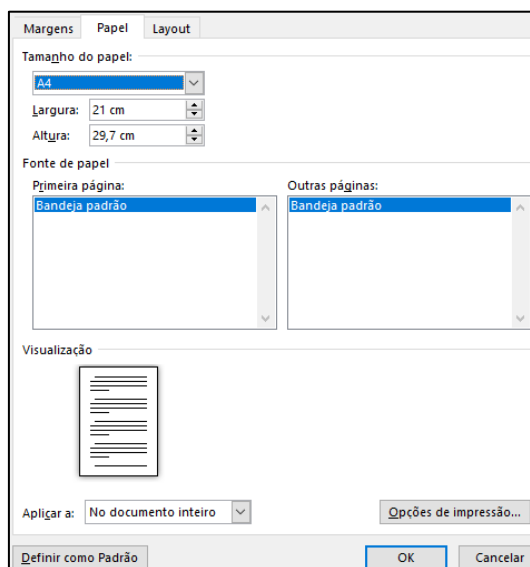 Margens Papel Layout
Tamanho do papel:
A4
Largura: 21 cm
Altura: 29,7 cm
Fonte de papel
Primeira página: Outras páginas:
Bandeja padrão Bandeja padrão
Visualização
Aplicar a: No documento inteiro Opções de impressão...
Definir como Padrão OK Cancelar